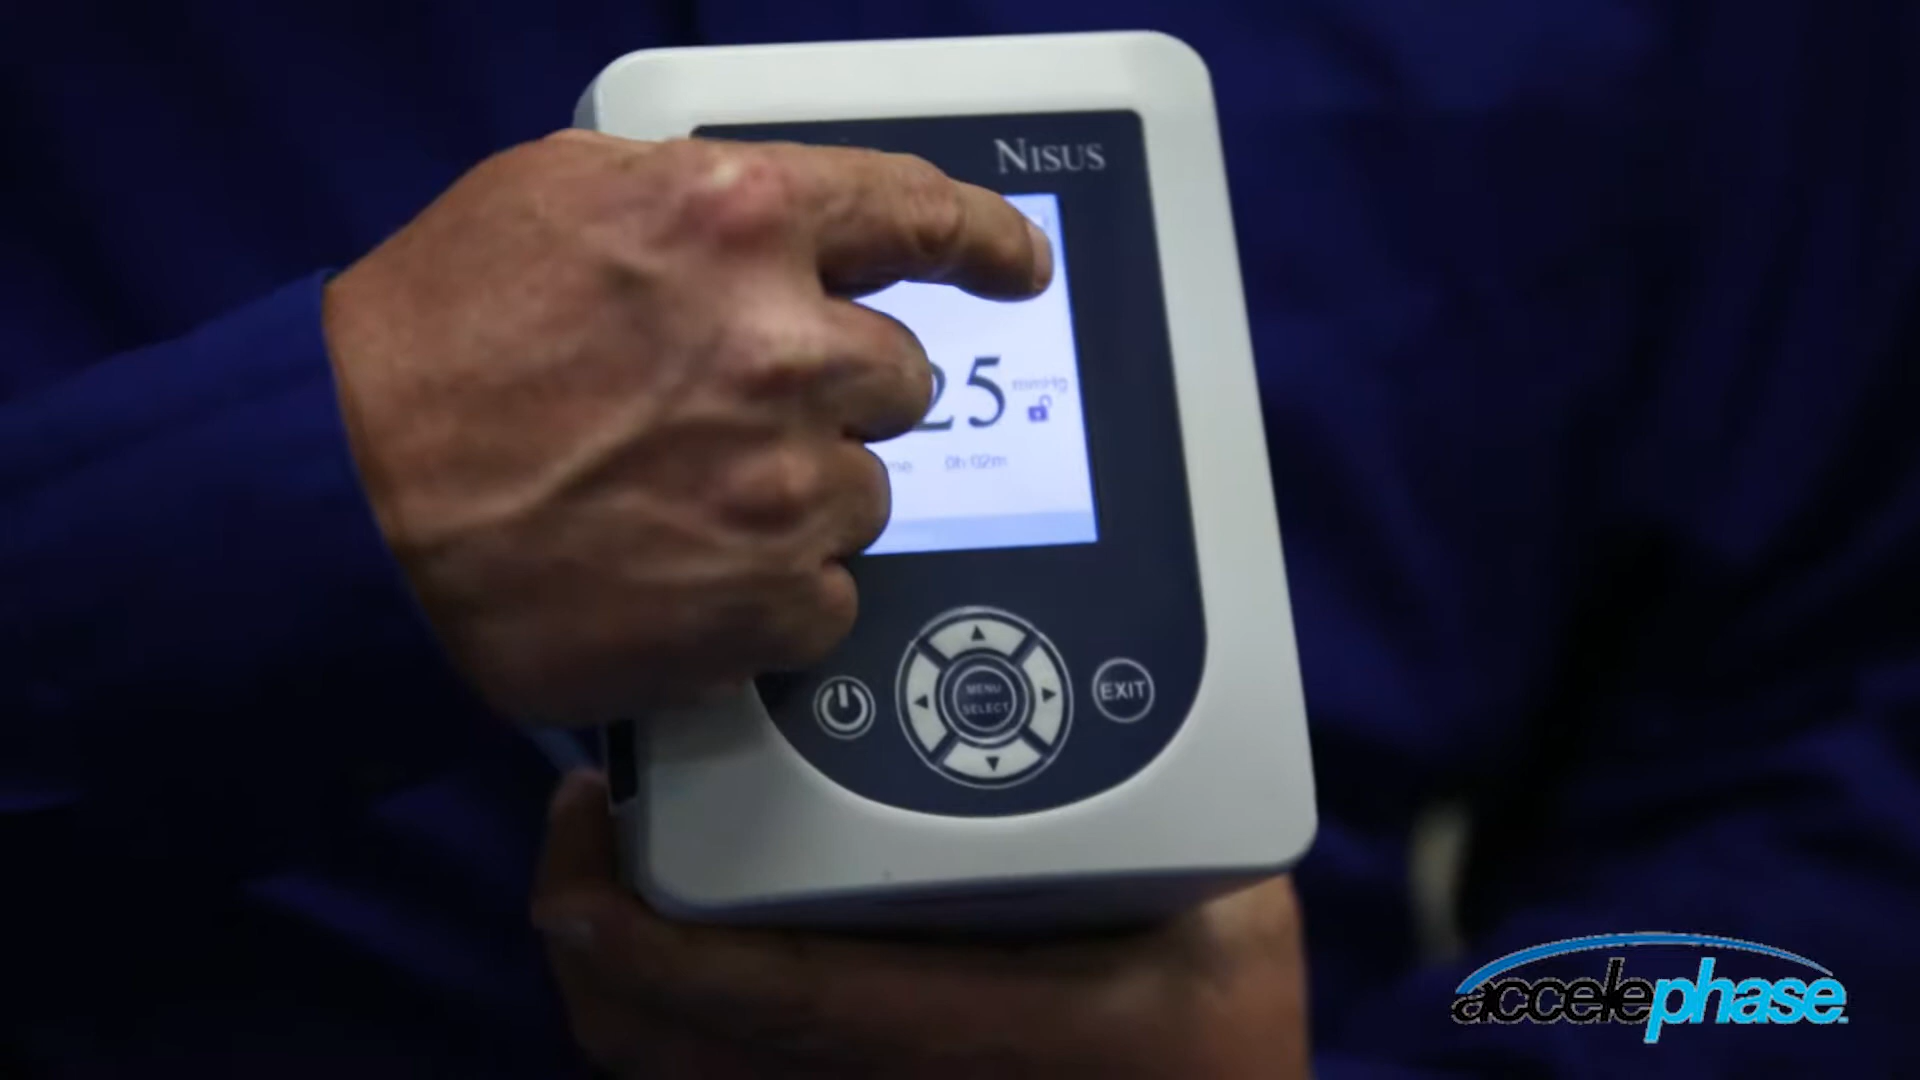 NISUS
25 mmHg
0h 02m
MENU
SELECT
EXIT
accelephase